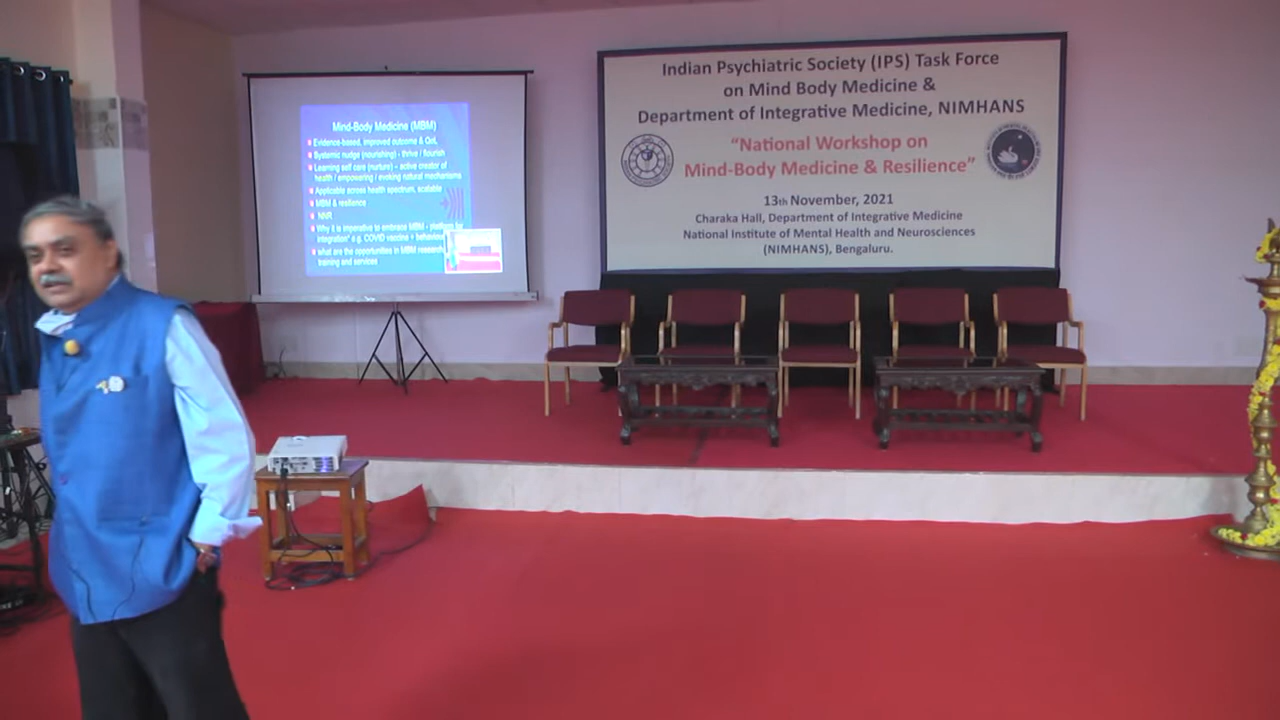 Mind-Body Medicine (MBM)
Evidence-based, improved outcome & QoL
Systemic nudge (nourishing) - thrive / flourish
Learning self care (nurture) – active creator of
health / empowering / evoking natural mechanisms
Applicable across health spectrum, scalable
MBM & resilience
NNR
Why it is imperative to embrace MBM - platform for
integration* e.g. COVID vaccine + behaviour
what are the opportunities in MBM research,
training and services
Indian Psychiatric Society (IPS) Task Force
on Mind Body Medicine &
Department of Integrative Medicine, NIMHANS
"National Workshop on
Mind-Body Medicine & Resilience"
13th November, 2021
Charaka Hall, Department of Integrative Medicine
National Institute of Mental Health and Neurosciences
(NIMHANS), Bengaluru.